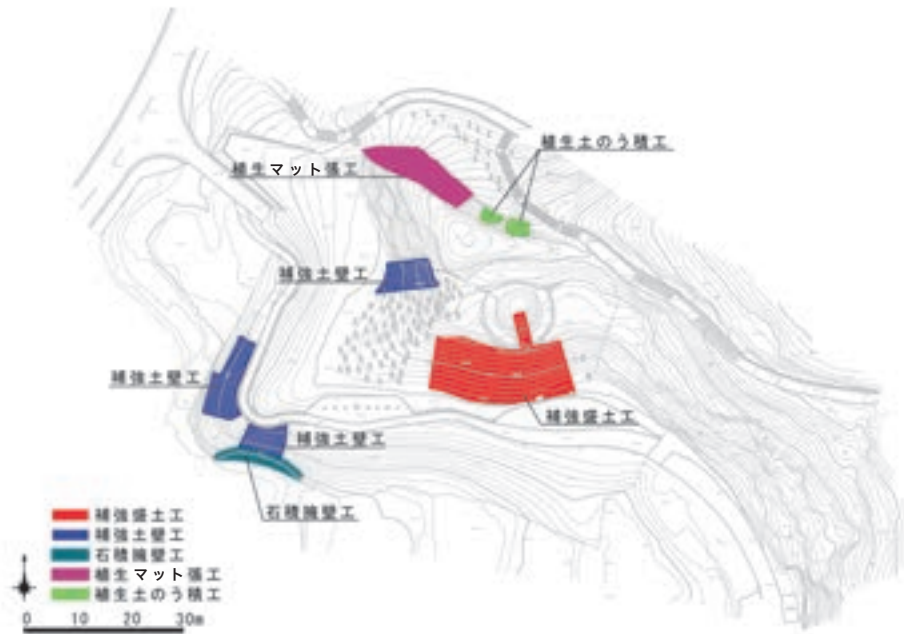 植生土のう積工
植生マット張工
補強土壁工
補強土壁工
補強盛土工
補強土壁工
石積擁壁工
補強盛土工
補強土壁工
石積擁壁工
植生マット張工
植生土のう積工
0 10 20 30m